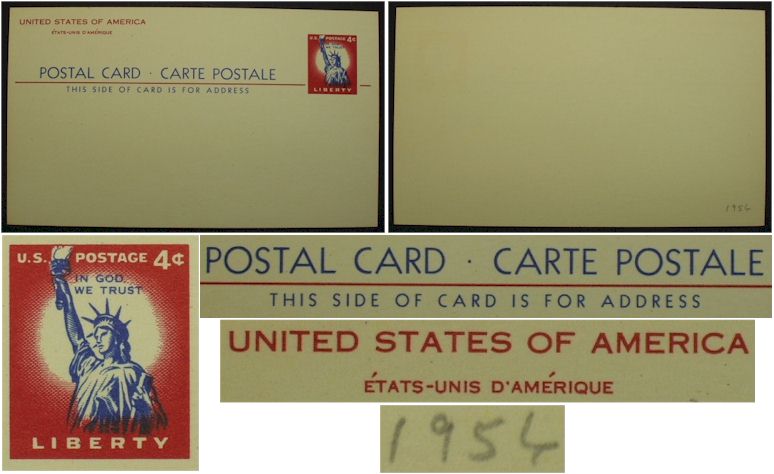 UNITED STATES OF AMERICA
ÉTATS-UNIS D'AMÉRIQUE
U.S. POSTAGE 4¢
IN GOD
WE TRUST
LIBERTY
POSTAL CARD · CARTE POSTALE
THIS SIDE OF CARD IS FOR ADDRESS
1954
U.S. POSTAGE 4¢
IN GOD
WE TRUST
LIBERTY
POSTAL CARD · CARTE POSTALE
THIS SIDE OF CARD IS FOR ADDRESS
UNITED STATES OF AMERICA
ÉTATS-UNIS D'AMÉRIQUE
1954